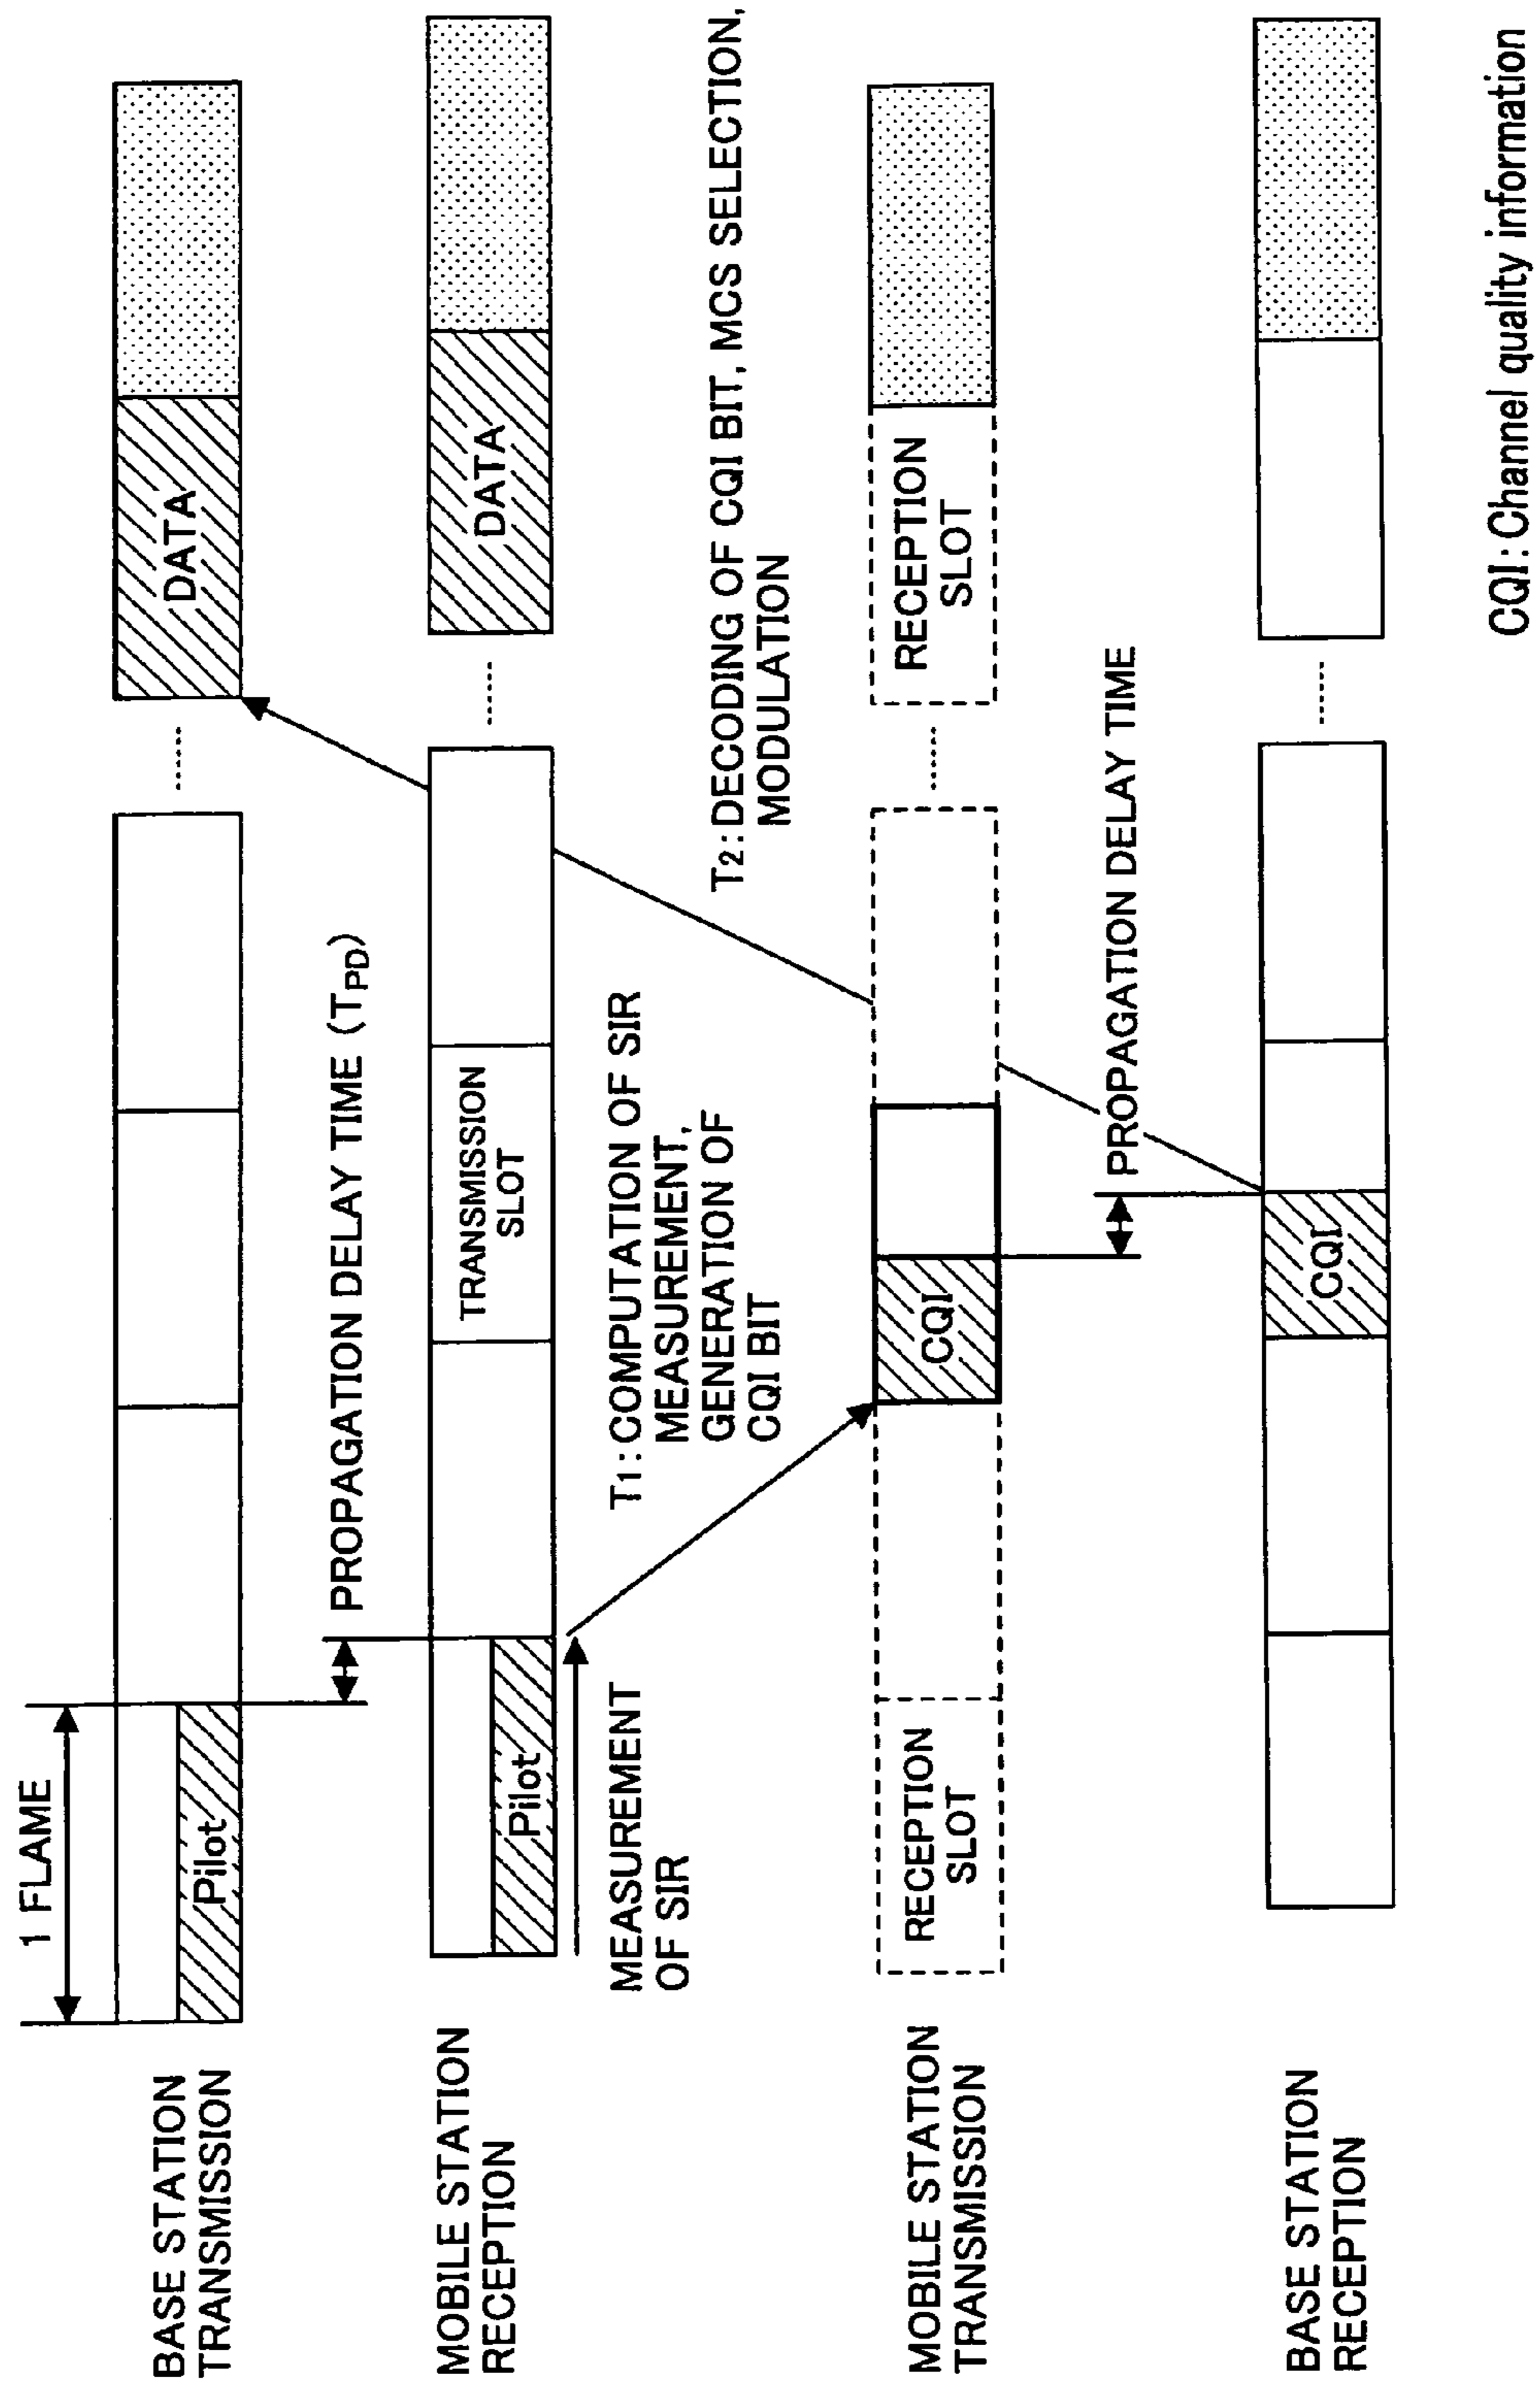 1 FLAME
BASE STATION
TRANSMISSION
Pilot
DATA
PROPAGATION DELAY TIME (TPD)
MOBILE STATION
RECEPTION
Pilot
TRANSMISSION
SLOT
DATA
MEASUREMENT
OF SIR
T1:COMPUTATION OF SIR
MEASUREMENT,
GENERATION OF
CQI BIT
T2:DECODING OF CQI BIT, MCS SELECTION,
MODULATION
MOBILE STATION
TRANSMISSION
RECEPTION
SLOT
CQI
RECEPTION
SLOT
PROPAGATION DELAY TIME
BASE STATION
RECEPTION
CQI
CQI:Channel quality information